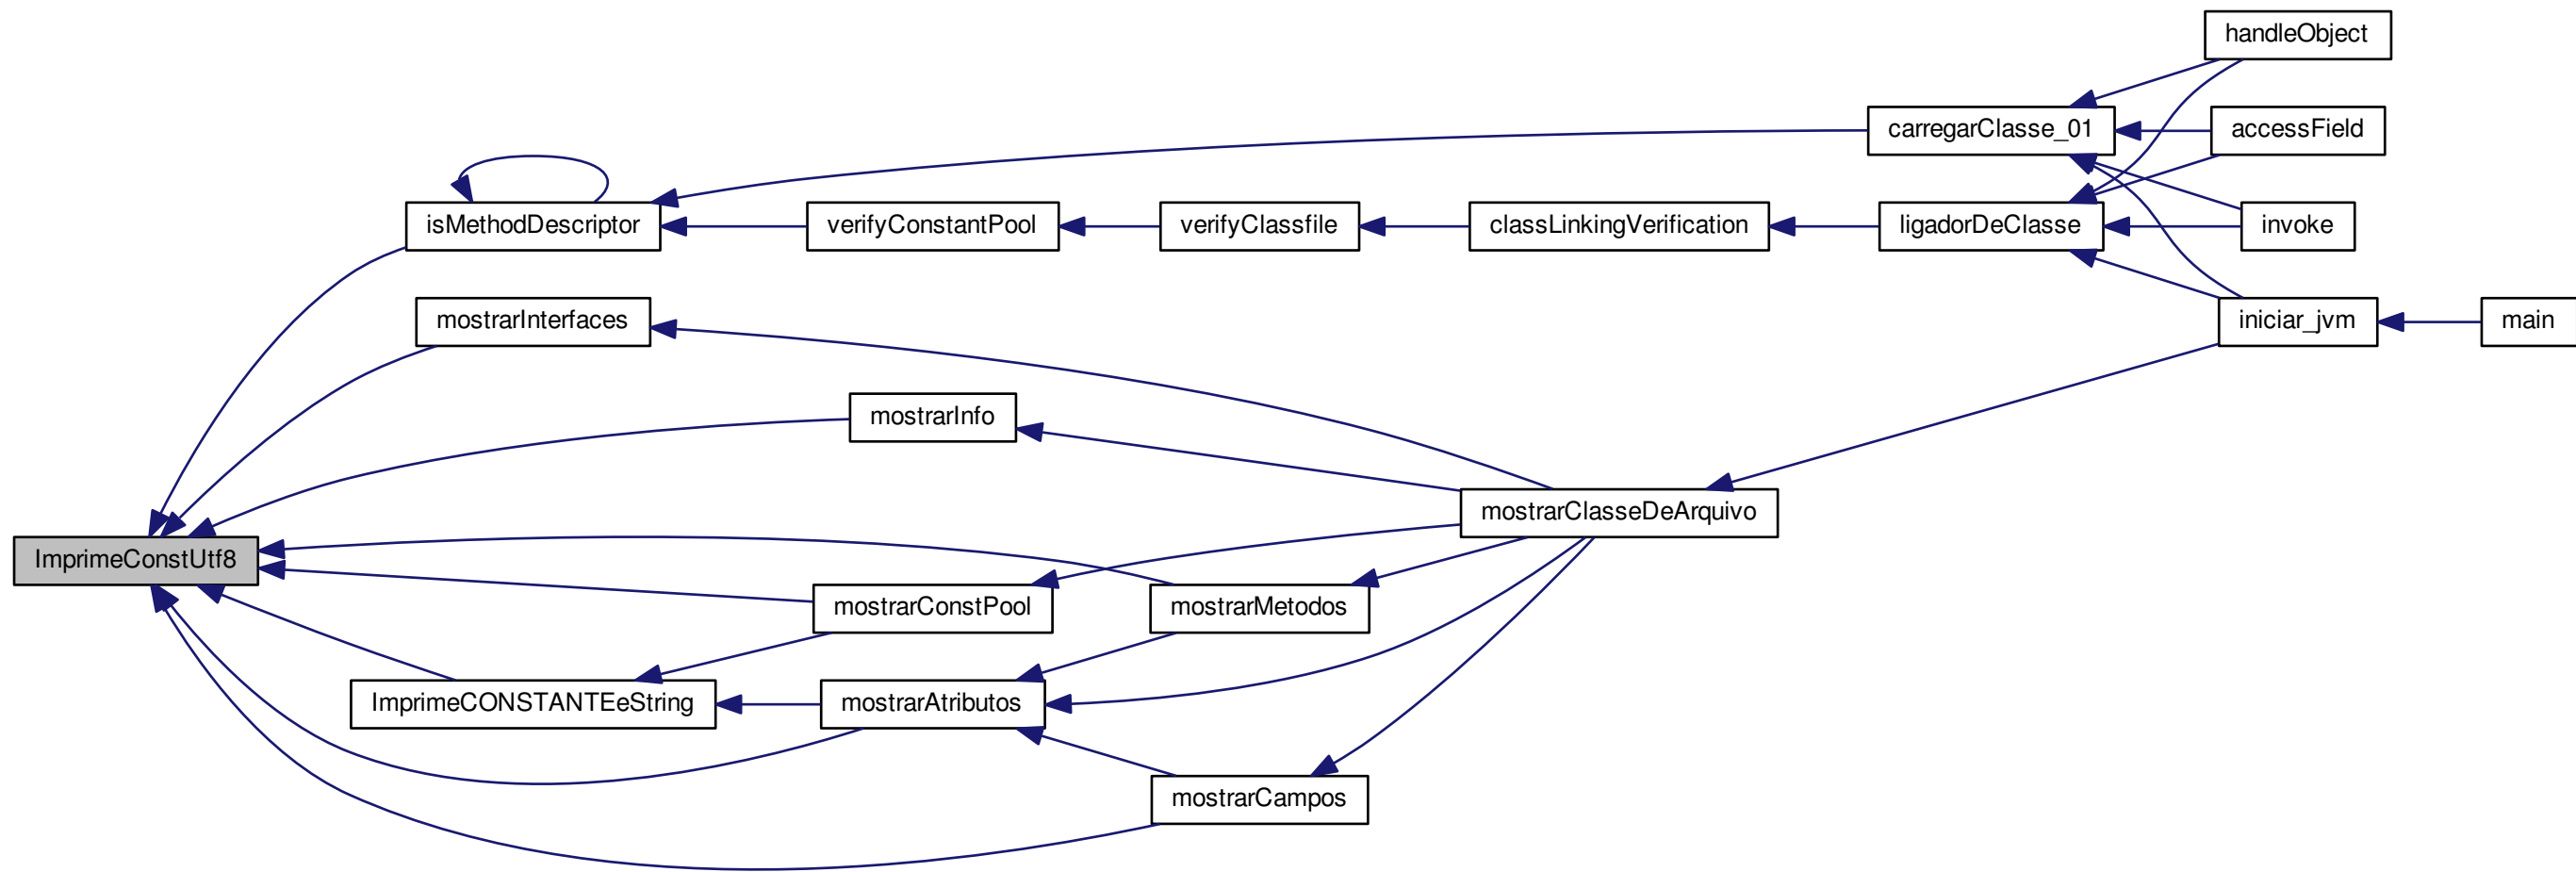 handleObject
carregarClasse_01
accessField
isMethodDescriptor
verifyConstantPool
verifyClassfile
classLinkingVerification
ligadorDeClasse
invoke
mostrarInterfaces
iniciar_jvm
main
mostrarInfo
mostrarClasseDeArquivo
ImprimeConstUtf8
mostrarConstPool
mostrarMetodos
ImprimeCONSTANTEeString
mostrarAtributos
mostrarCampos